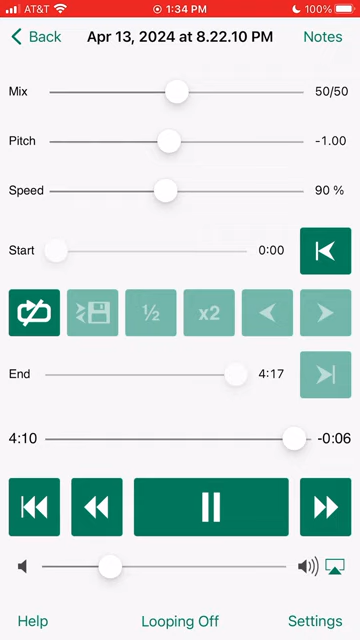 AT&T 1:34 PM 100%
Back Apr 13, 2024 at 8.22.10 PM Notes
Mix 50/50
Pitch -1.00
Speed 90 %
Start 0:00
½ x2
End 4:17
4:10 -0:06
Help Looping Off Settings